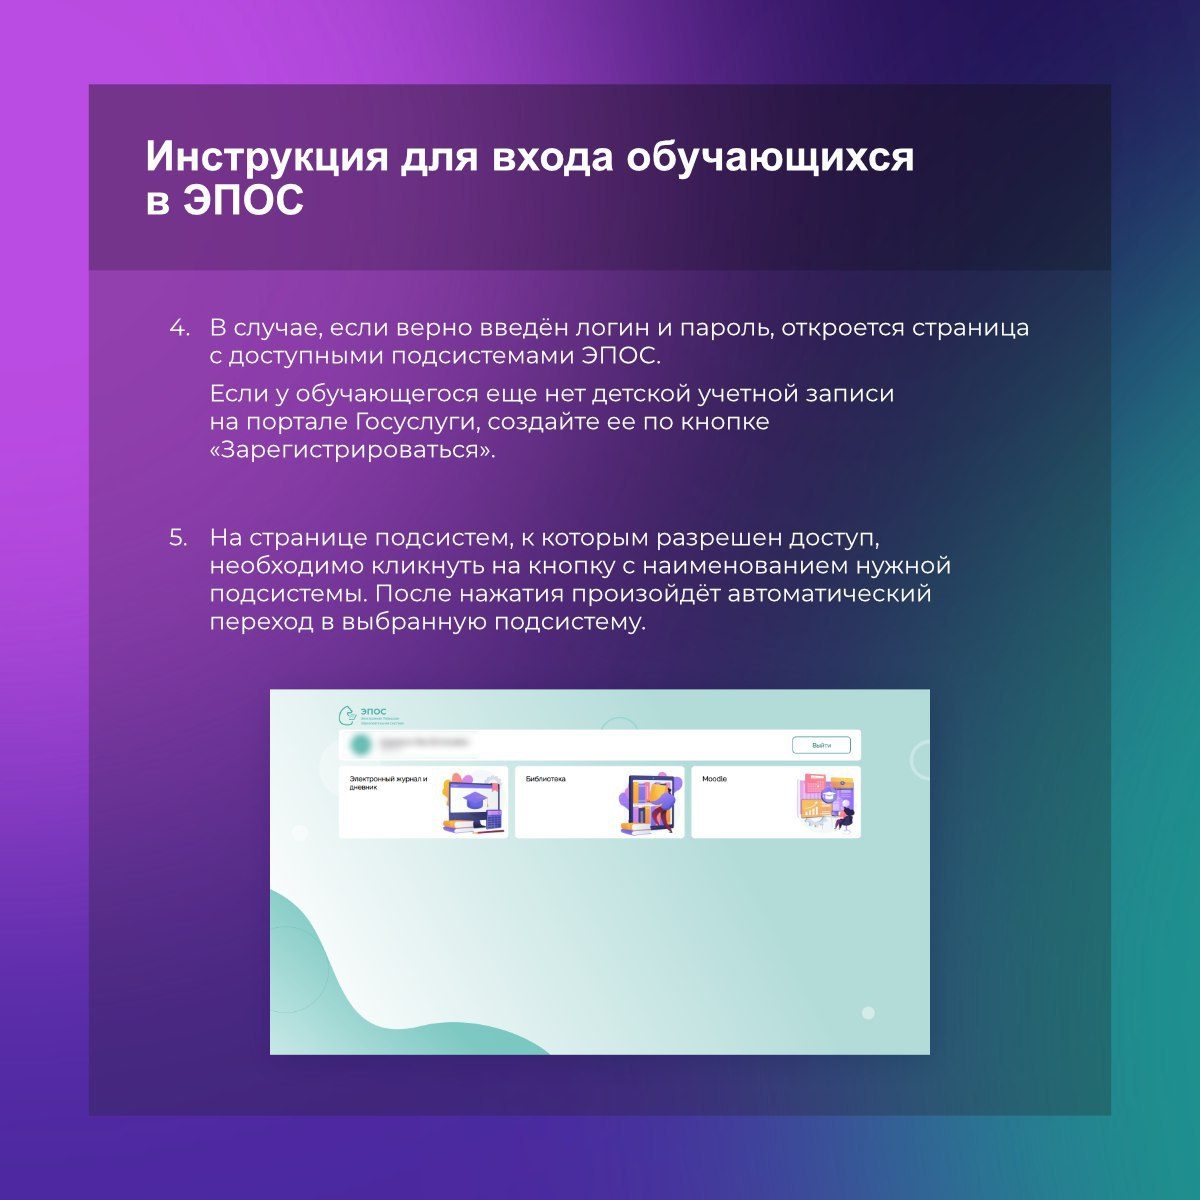 Инструкция для входа обучающихся
в ЭПОС
4. В случае, если верно введён логин и пароль, откроется страница
с доступными подсистемами ЭПОС.
Если у обучающегося еще нет детской учетной записи
на портале Госуслуги, создайте ее по кнопке
«Зарегистрироваться».
5. На странице подсистем, к которым разрешен доступ,
необходимо кликнуть на кнопку с наименованием нужной
подсистемы. После нажатия произойдёт автоматический
переход в выбранную подсистему.
ЭПОС
Выйти
Электронный журнал и
дневник
Библиотека
Moodle